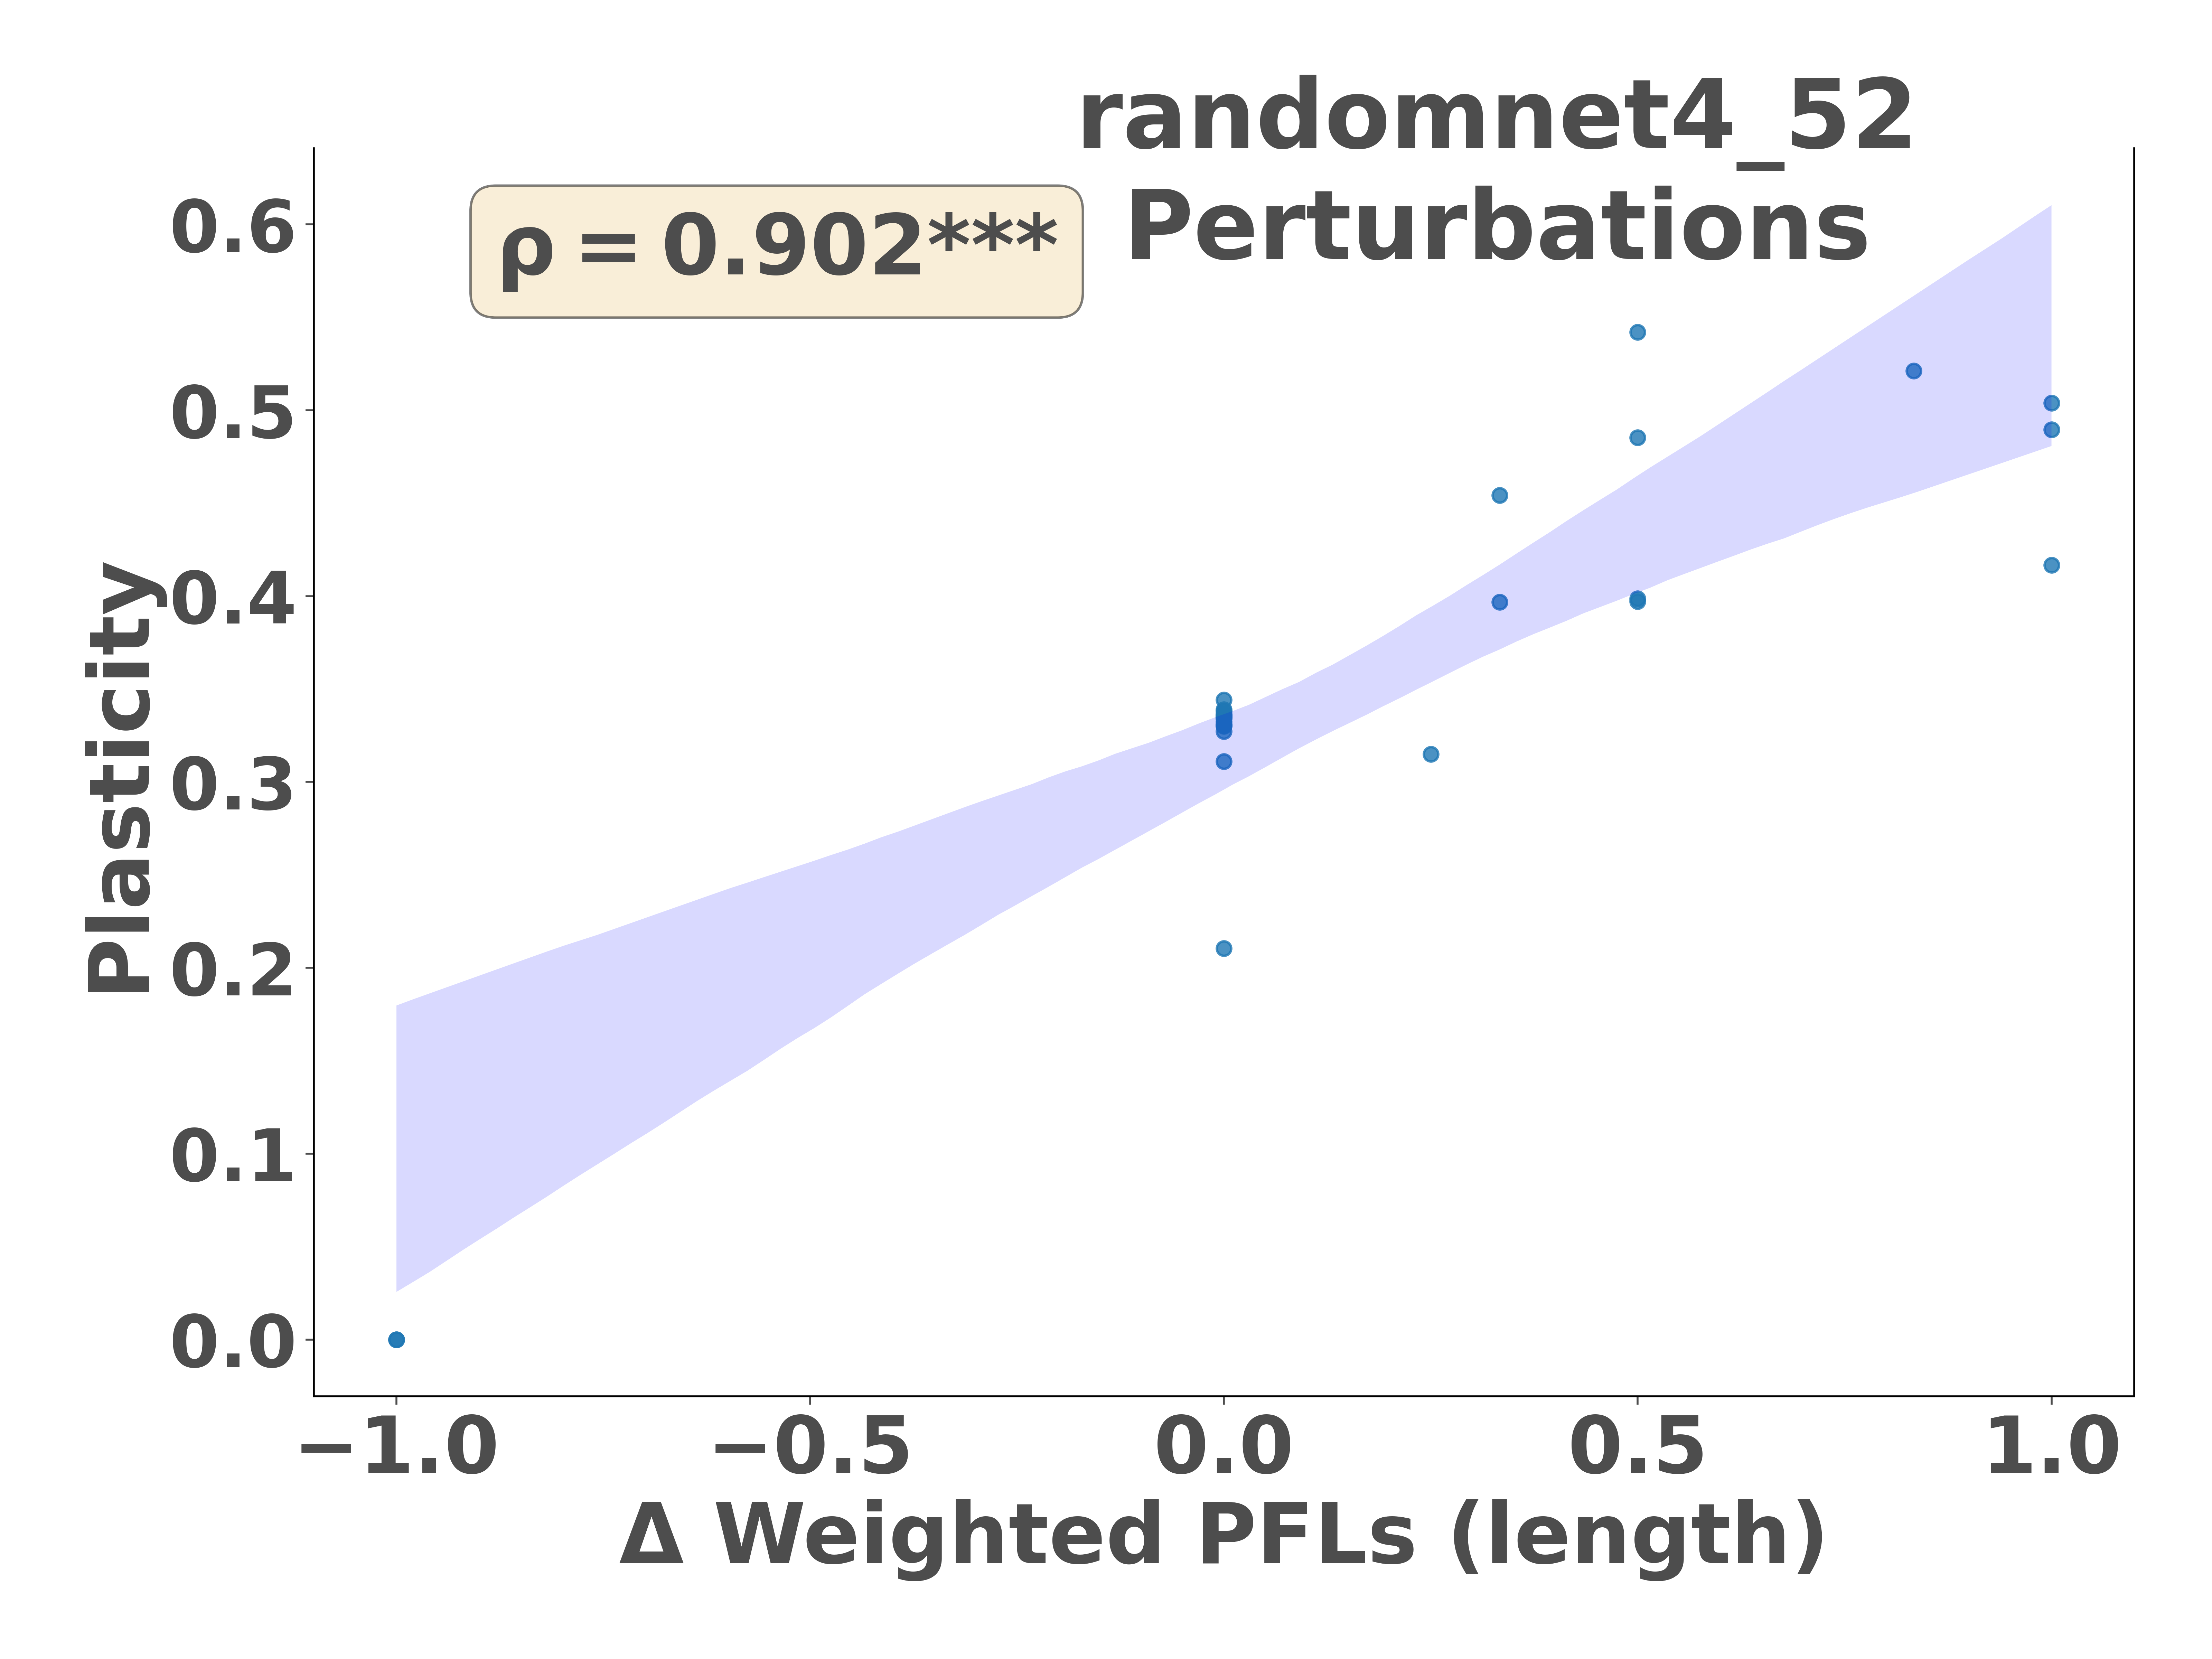 randomnet4_52
Perturbations
ρ = 0.902***
Plasticity
0.6
0.5
0.4
0.3
0.2
0.1
0.0
−1.0 −0.5 0.0 0.5 1.0
Δ Weighted PFLs (length)